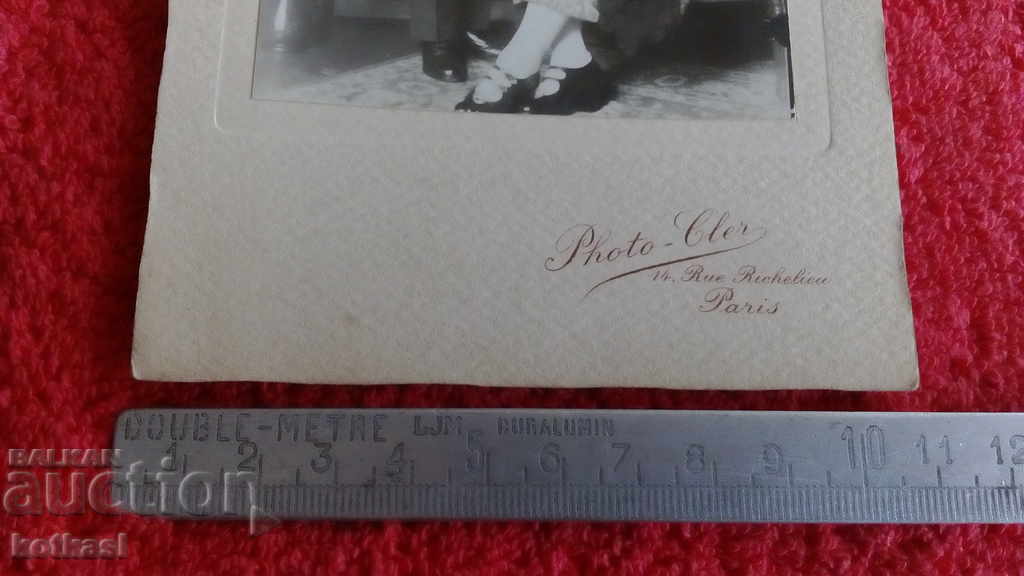 Photo-Cler
14. Rue Richelieu
Paris
DOUBLE-METRE LJM DURALUMIN
1 2 3 4 5 6 7 8 9 10 11 12
BALKAN
auction
kotkasl